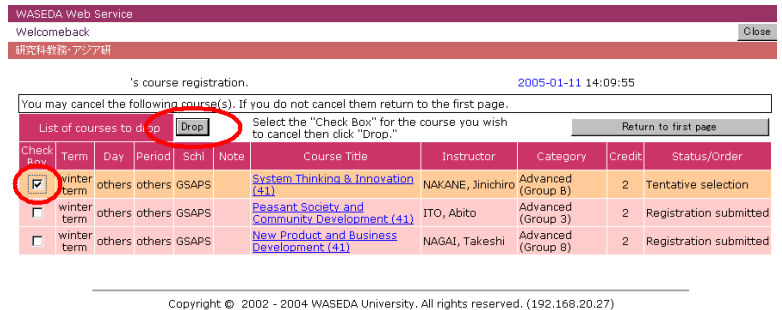 WASEDA Web Service
Welcomeback
Close
研究科教務・アジア研
's course registration.
2005-01-11 14:09:55
You may cancel the following course(s). If you do not cancel them return to the first page.
List of courses to drop
Drop
Select the "Check Box" for the course you wish
to cancel then click "Drop."
Return to first page
Check Box Term Day Period Schl Note Course Title Instructor Category Credit Status/Order
winter term others others GSAPS System Thinking & Innovation (41) NAKANE, Jinichiro Advanced (Group B) 2 Tentative selection
winter term others others GSAPS Peasant Society and Community Development (41) ITO, Abito Advanced (Group 3) 2 Registration submitted
winter term others others GSAPS New Product and Business Development (41) NAGAI, Takeshi Advanced (Group 8) 2 Registration submitted
Copyright © 2002 - 2004 WASEDA University. All rights reserved. (192.168.20.27)